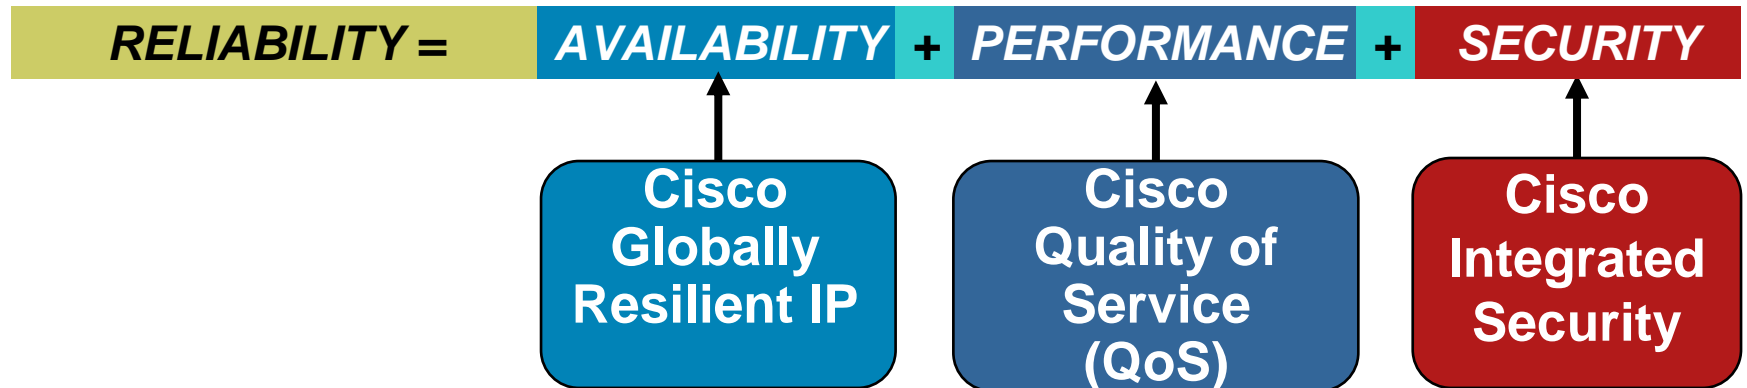 RELIABILITY = AVAILABILITY + PERFORMANCE + SECURITY
Cisco
Globally
Resilient IP
Cisco
Quality of
Service
(QoS)
Cisco
Integrated
Security